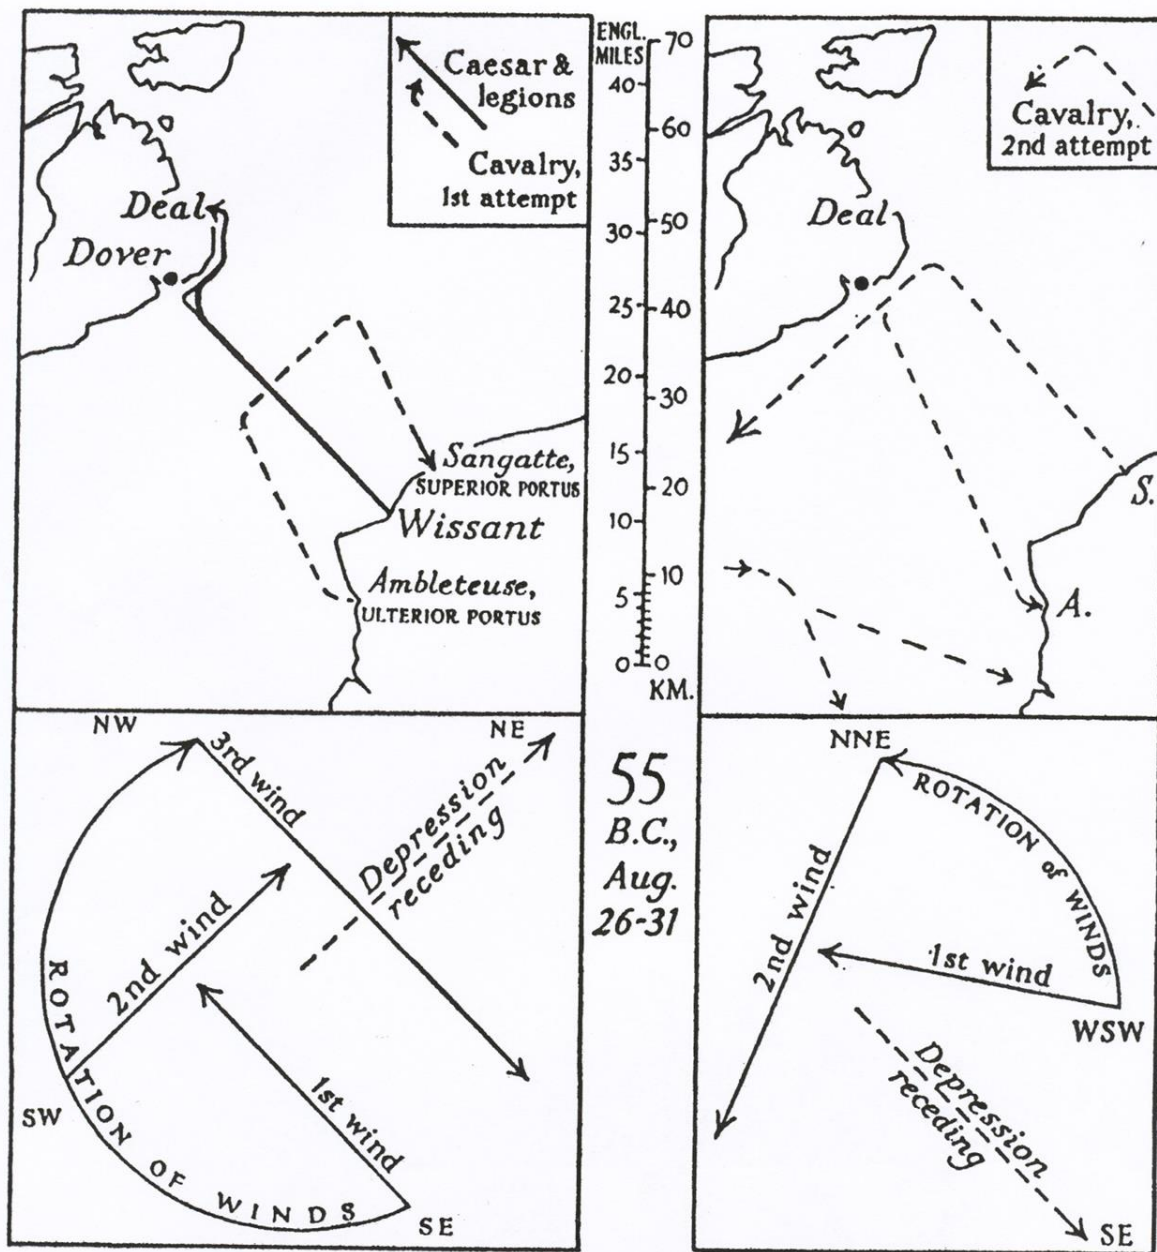 Caesar &
legions
Cavalry,
1st attempt
Deal
Dover
Sangatte,
SUPERIOR PORTUS
Wissant
Ambleteuse,
ULTERIOR PORTUS
ENGL.
MILES
70
40
60
35
50
30
25
40
20
30
15
20
10
10
5
0
0
KM.
Cavalry,
2nd attempt
Deal
S.
A.
NW
NE
3rd wind
Depression
receding
2nd wind
1st wind
SW
SE
ROTATION OF WINDS
55
B.C.,
Aug.
26-31
NNE
ROTATION of WINDS
2nd wind
1st wind
WSW
Depression
receding
SE